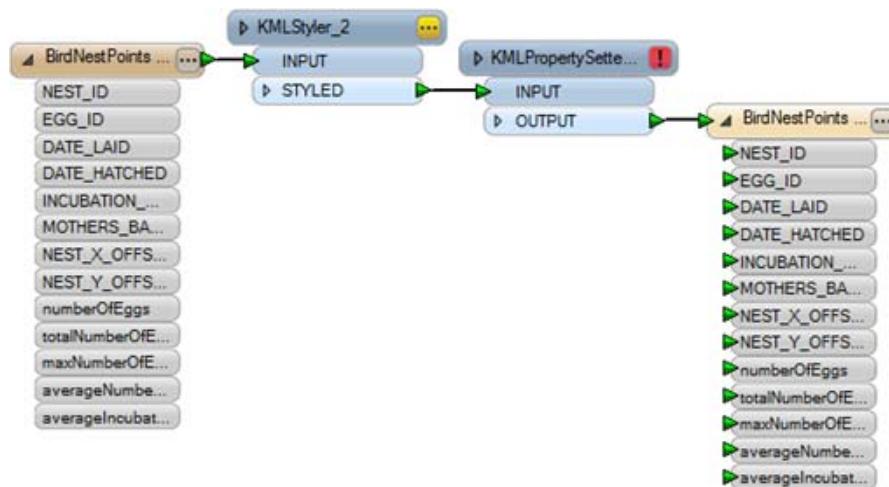 KMLStyler_2
BirdNestPoints ...
INPUT
STYLED
KMLPropertySette...
INPUT
OUTPUT
NEST_ID
EGG_ID
DATE_LAID
DATE_HATCHED
INCUBATION_...
MOTHERS_BA...
NEST_X_OFFS...
NEST_Y_OFFS...
numberOfEggs
totalNumberOfE...
maxNumberOfE...
averageNumbe...
averageIncubat...
BirdNestPoints ...
NEST_ID
EGG_ID
DATE_LAID
DATE_HATCHED
INCUBATION_...
MOTHERS_BA...
NEST_X_OFFS...
NEST_Y_OFFS...
numberOfEggs
totalNumberOfE...
maxNumberOfE...
averageNumbe...
averageIncubat...